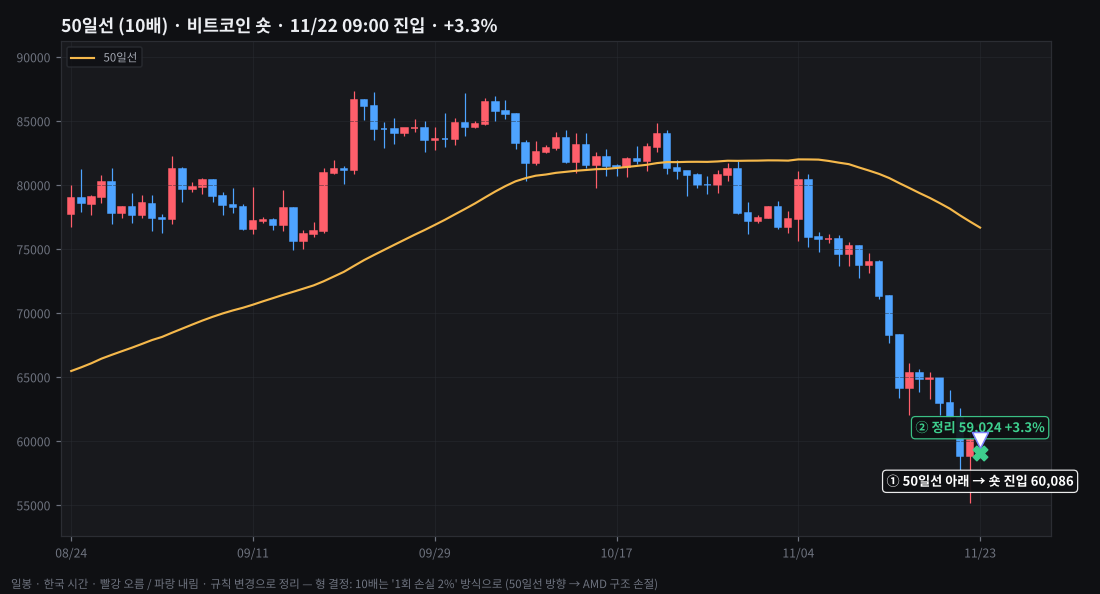 50일선 (10배) · 비트코인 숏 · 11/22 09:00 진입 · +3.3%
50일선
90000
85000
80000
75000
70000
65000
60000
55000
② 정리 59,024 +3.3%
① 50일선 아래 → 숏 진입 60,086
08/24
09/11
09/29
10/17
11/04
11/23
일봉 · 한국 시간 · 빨강 오름 / 파랑 내림 · 규칙 변경으로 정리 — 형 결정: 10배는 '1회 손실 2%' 방식으로 (50일선 방향 → AMD 구조 손절)